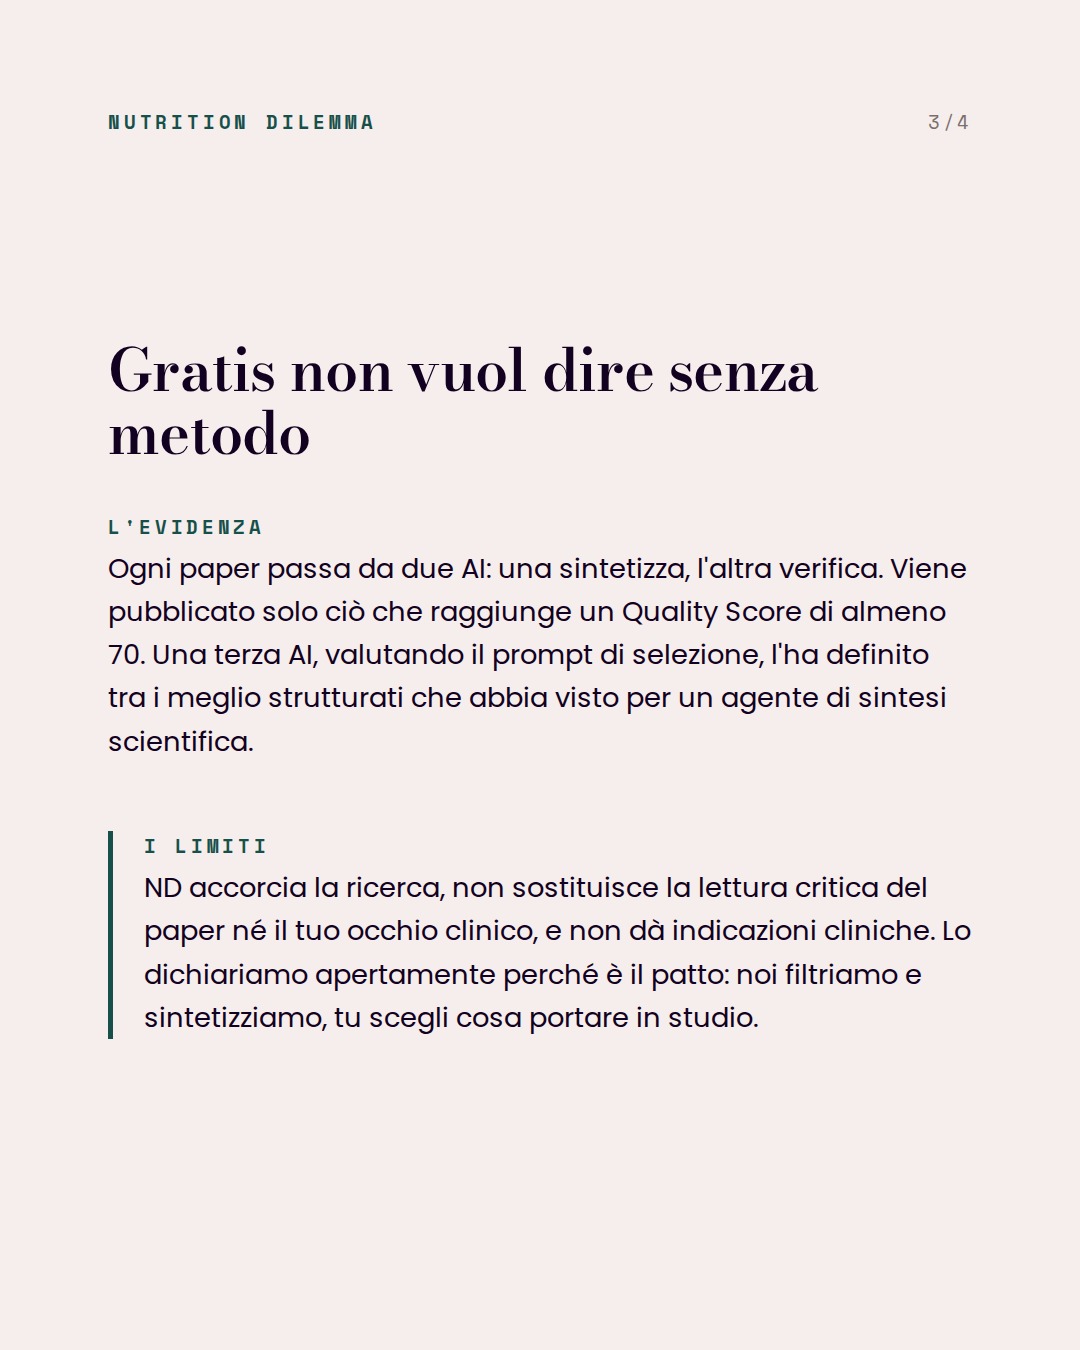 NUTRITION DILEMMA
3/4
Gratis non vuol dire senza
metodo
L'EVIDENZA
Ogni paper passa da due AI: una sintetizza, l'altra verifica. Viene
pubblicato solo ciò che raggiunge un Quality Score di almeno
70. Una terza AI, valutando il prompt di selezione, l'ha definito
tra i meglio strutturati che abbia visto per un agente di sintesi
scientifica.
I LIMITI
ND accorcia la ricerca, non sostituisce la lettura critica del
paper né il tuo occhio clinico, e non dà indicazioni cliniche. Lo
dichiariamo apertamente perché è il patto: noi filtriamo e
sintetizziamo, tu scegli cosa portare in studio.